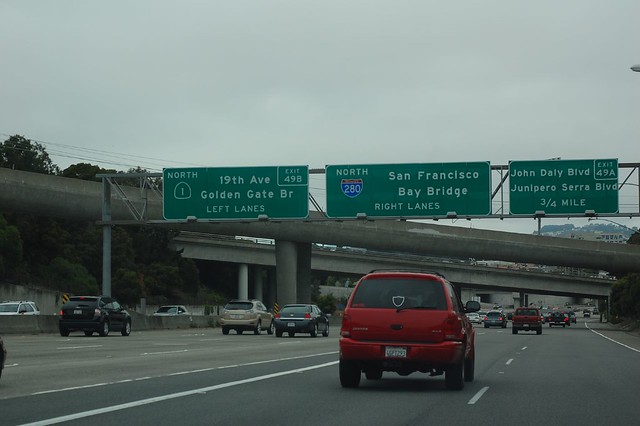 NORTH
EXIT
49B
1
19th Ave
Golden Gate Br
LEFT LANES
NORTH
280
San Francisco
Bay Bridge
RIGHT LANES
EXIT
49A
John Daly Blvd
Junipero Serra Blvd
3/4 MILE